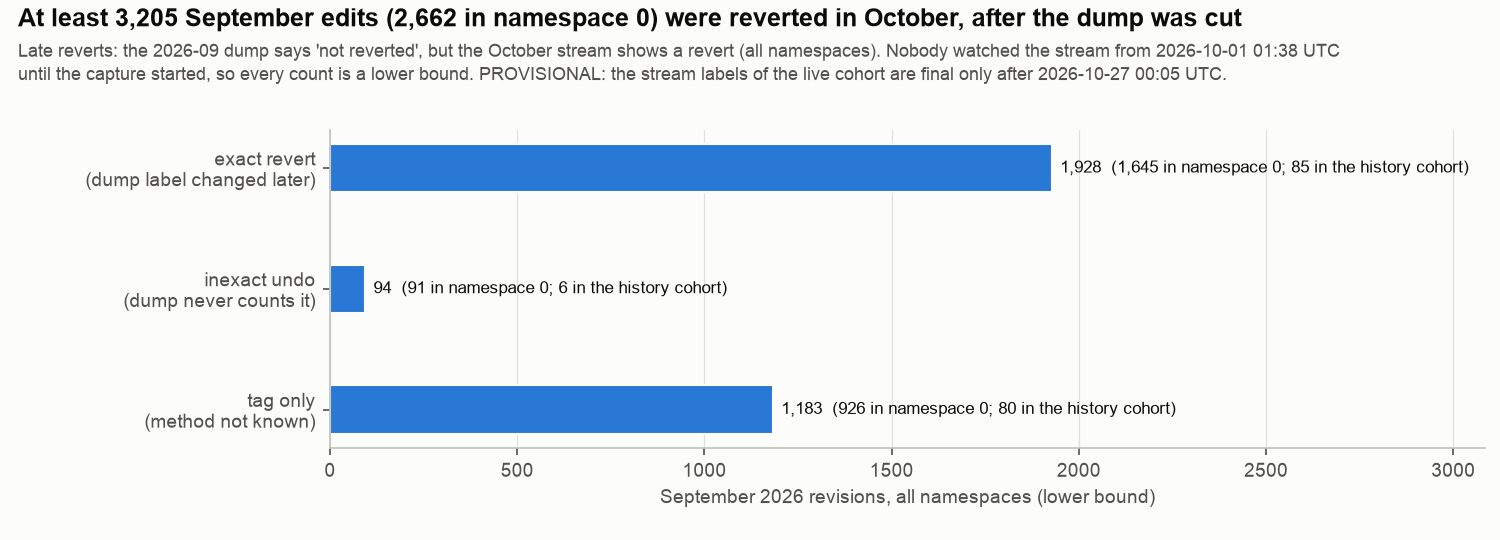 At least 3,205 September edits (2,662 in namespace 0) were reverted in October, after the dump was cut
Late reverts: the 2026-09 dump says 'not reverted', but the October stream shows a revert (all namespaces). Nobody watched the stream from 2026-10-01 01:38 UTC
until the capture started, so every count is a lower bound. PROVISIONAL: the stream labels of the live cohort are final only after 2026-10-27 00:05 UTC.
exact revert
(dump label changed later)
1,928 (1,645 in namespace 0; 85 in the history cohort)
inexact undo
(dump never counts it)
94 (91 in namespace 0; 6 in the history cohort)
tag only
(method not known)
1,183 (926 in namespace 0; 80 in the history cohort)
0 500 1000 1500 2000 2500 3000
September 2026 revisions, all namespaces (lower bound)